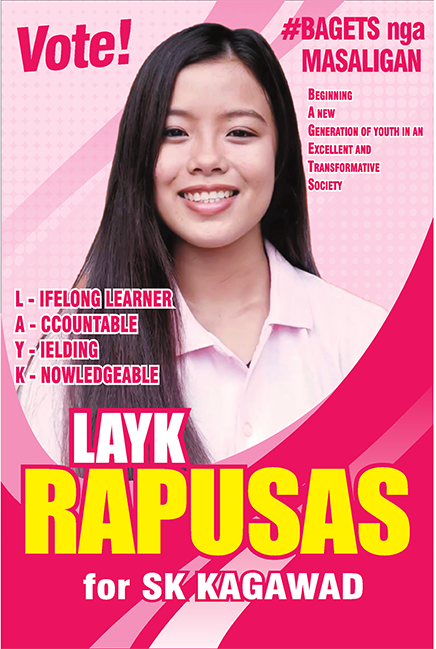 Vote!
#BAGETS nga
MASALIGAN
BEGINNING
A NEW
GENERATION OF YOUTH IN AN
EXCELLENT AND
TRANSFORMATIVE
SOCIETY
L - IFELONG LEARNER
A - CCOUNTABLE
Y - IELDING
K - NOWLEDGEABLE
LAYK
RAPUSAS
for SK KAGAWAD